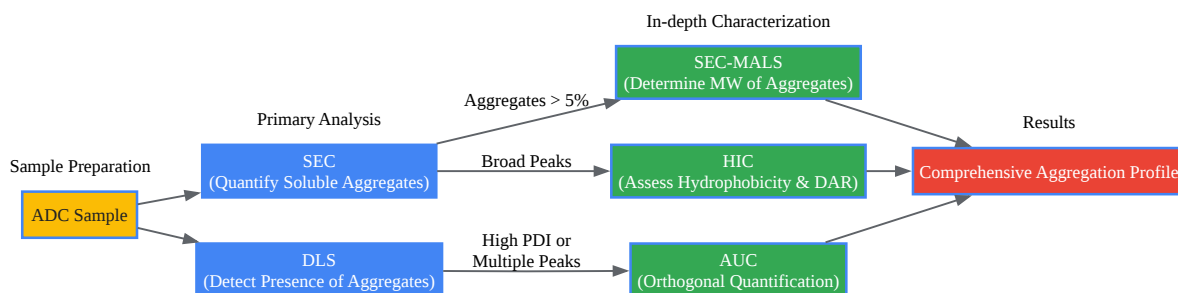 In-depth Characterization
SEC-MALS
(Determine MW of Aggregates)
Aggregates > 5%
Primary Analysis
Results
SEC
(Quantify Soluble Aggregates)
Broad Peaks
HIC
(Assess Hydrophobicity & DAR)
Comprehensive Aggregation Profile
Sample Preparation
ADC Sample
DLS
(Detect Presence of Aggregates)
High PDI or
Multiple Peaks
AUC
(Orthogonal Quantification)